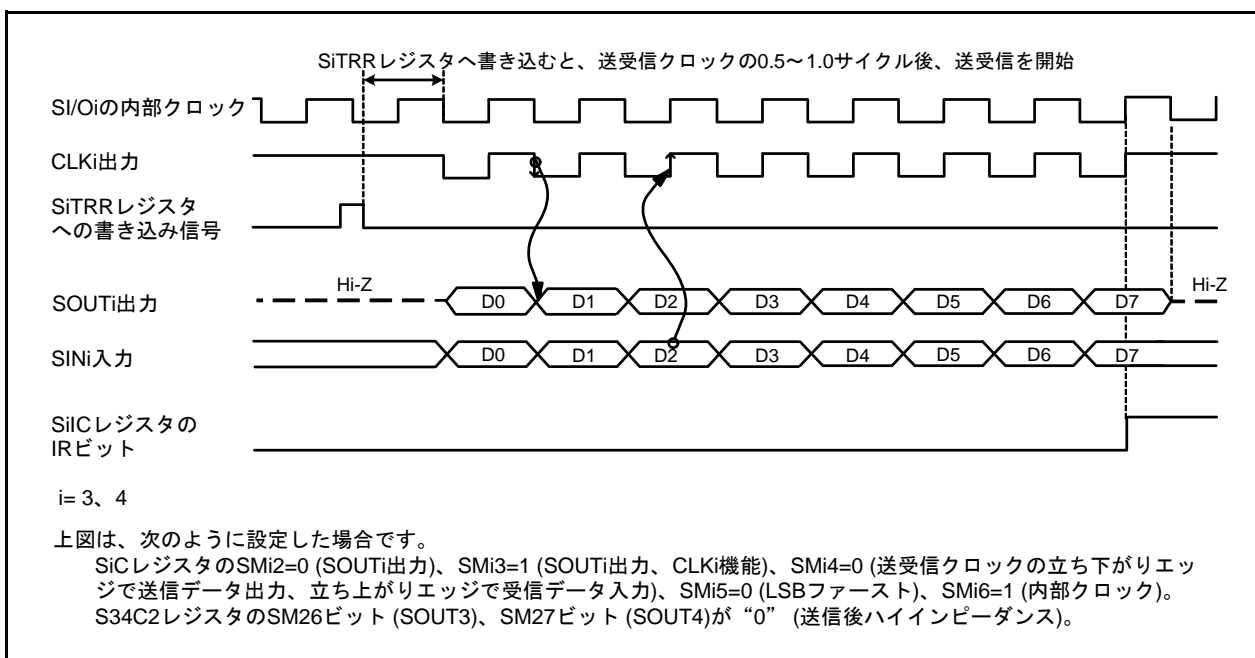 SiTRRレジスタへ書き込むと、送受信クロックの0.5～1.0サイクル後、送受信を開始
SI/Oiの内部クロック
CLKi出力
SiTRRレジスタ
への書き込み信号
Hi-Z
Hi-Z
SOUTi出力
D0 D1 D2 D3 D4 D5 D6 D7
SINi入力
D0 D1 D2 D3 D4 D5 D6 D7
SiICレジスタの
IRビット
i= 3、4
上図は、次のように設定した場合です。
SiCレジスタのSMi2=0 (SOUTi出力)、SMi3=1 (SOUTi出力、CLKi機能)、SMi4=0 (送受信クロックの立ち下がりエッ
ジで送信データ出力、立ち上がりエッジで受信データ入力)、SMi5=0 (LSBファースト)、SMi6=1 (内部クロック)。
S34C2レジスタのSM26ビット (SOUT3)、SM27ビット (SOUT4)が“0” (送信後ハイインピーダンス)。